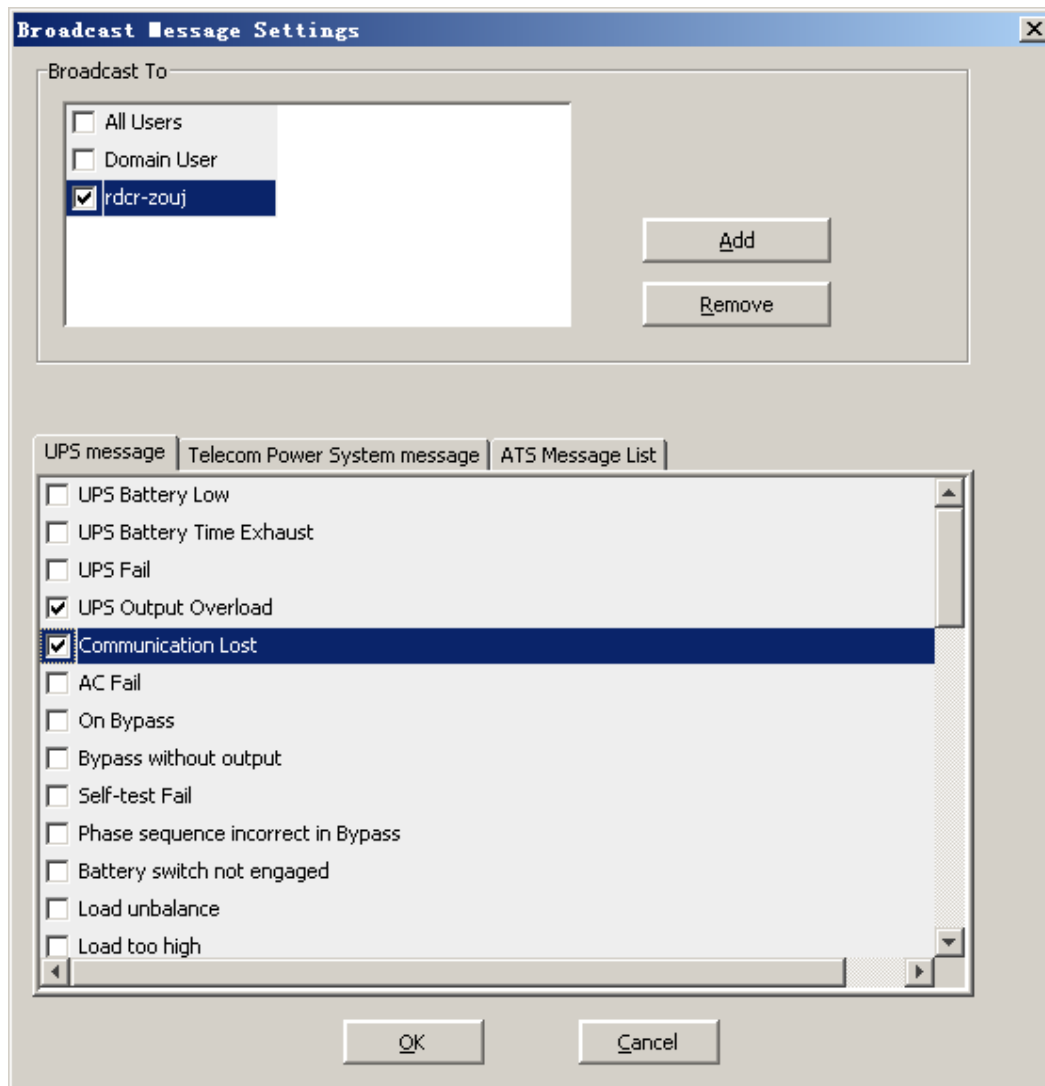 Broadcast Message Settings
Broadcast To
All Users
Domain User
rdcr-zouj
Add
Remove
UPS message
Telecom Power System message
ATS Message List
UPS Battery Low
UPS Battery Time Exhaust
UPS Fail
UPS Output Overload
Communication Lost
AC Fail
On Bypass
Bypass without output
Self-test Fail
Phase sequence incorrect in Bypass
Battery switch not engaged
Load unbalance
Load too high
OK
Cancel